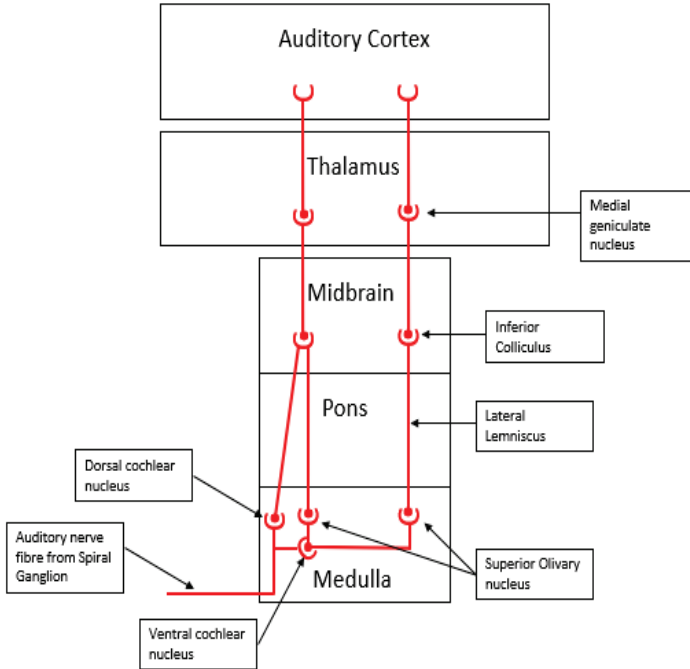 Auditory Cortex
Thalamus
Medial
geniculate
nucleus
Midbrain
Inferior
Colliculus
Pons
Lateral
Lemniscus
Dorsal cochlear
nucleus
Auditory nerve
fibre from Spiral
Ganglion
Superior Olivary
nucleus
Medulla
Ventral cochlear
nucleus